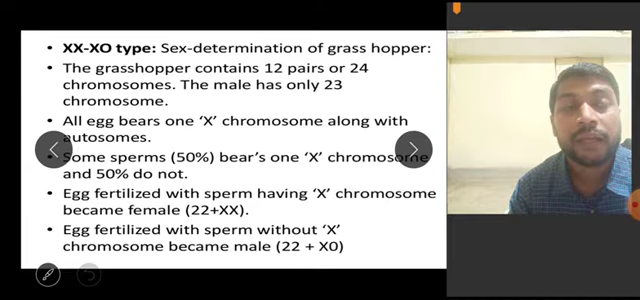 • XX-XO type: Sex-determination of grass hopper:
• The grasshopper contains 12 pairs or 24
chromosomes. The male has only 23
chromosome.
• All egg bears one ‘X’ chromosome along with
autosomes.
• Some sperms (50%) bear’s one ‘X’ chromosome
and 50% do not.
• Egg fertilized with sperm having ‘X’ chromosome
became female (22+XX).
• Egg fertilized with sperm without ‘X’
chromosome became male (22 + X0)